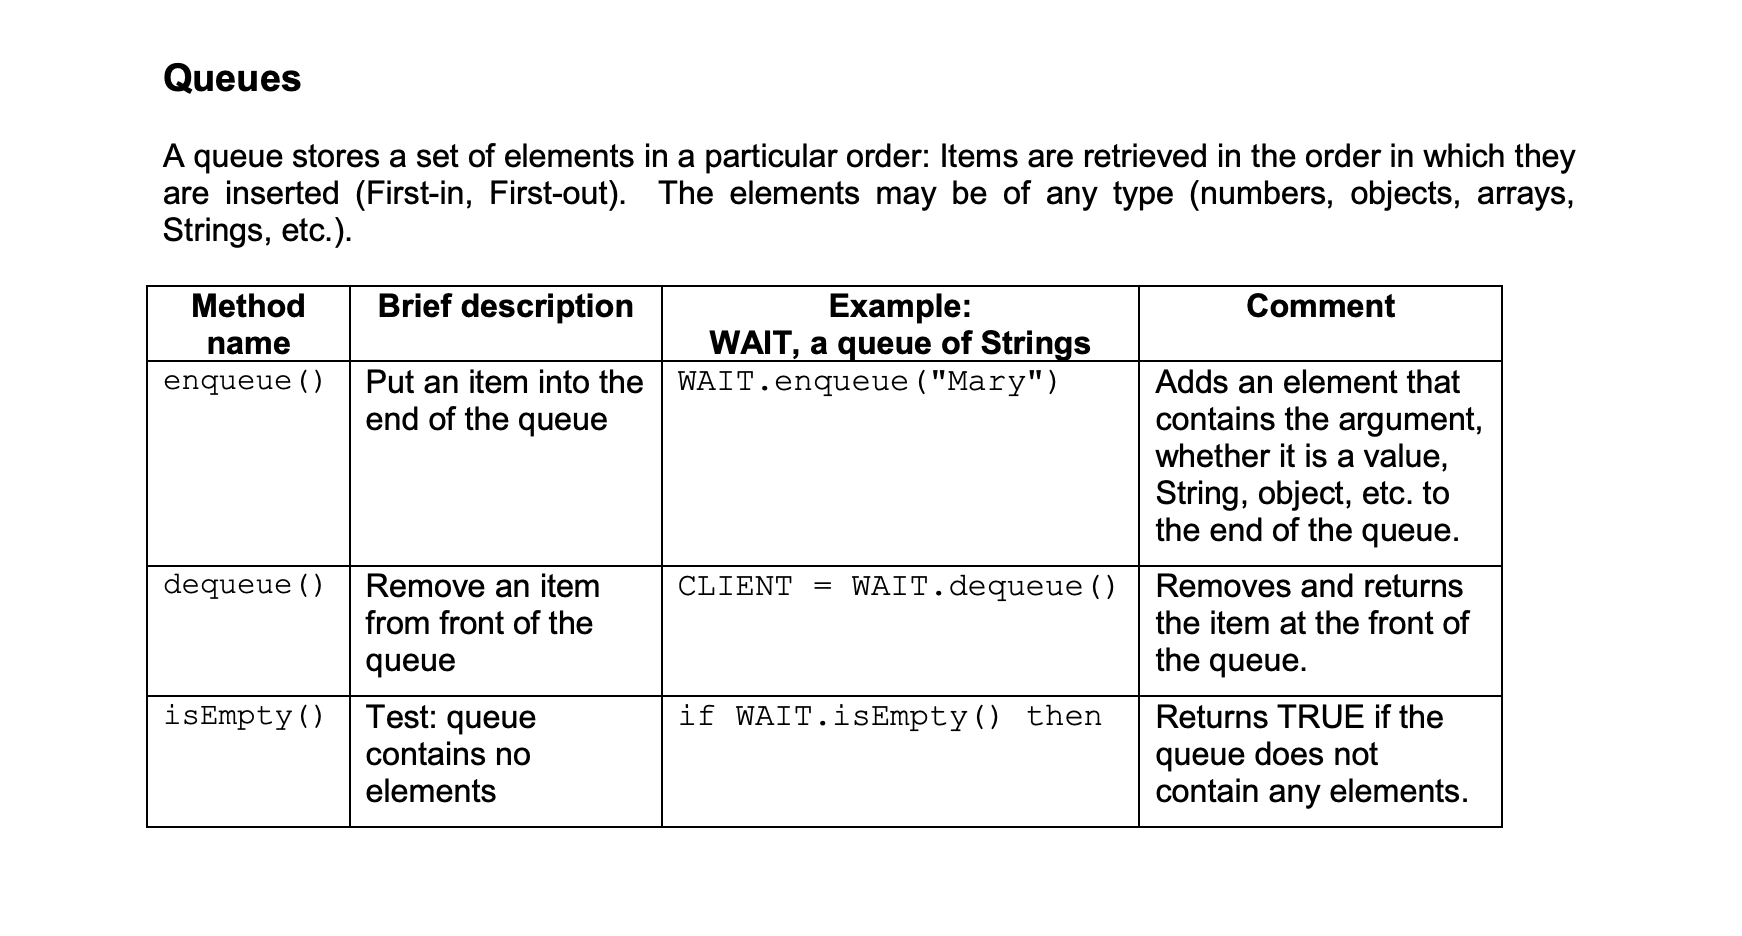 Queues
A queue stores a set of elements in a particular order: Items are retrieved in the order in which they
are inserted (First-in, First-out). The elements may be of any type (numbers, objects, arrays,
Strings, etc.).
Method
name
Brief description
Example:
WAIT, a queue of Strings
Comment
enqueue()
Put an item into the
end of the queue
WAIT.enqueue("Mary")
Adds an element that
contains the argument,
whether it is a value,
String, object, etc. to
the end of the queue.
dequeue()
Remove an item
from front of the
queue
CLIENT = WAIT.dequeue()
Removes and returns
the item at the front of
the queue.
isEmpty()
Test: queue
contains no
elements
if WAIT.isEmpty() then
Returns TRUE if the
queue does not
contain any elements.